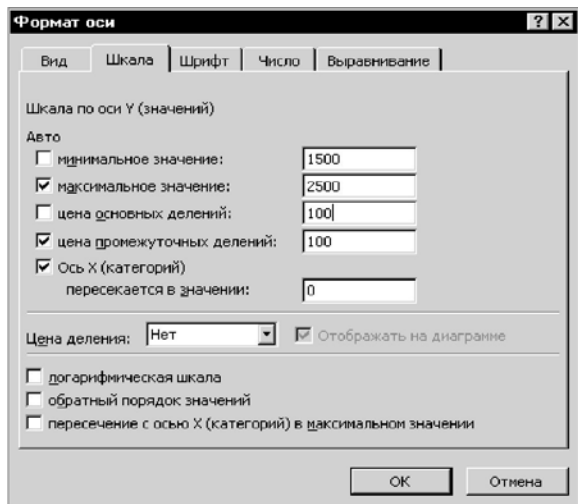 Формат оси
Вид Шкала Шрифт Число Выравнивание
Шкала по оси Y (значений)
Авто
минимальное значение: 1500
максимальное значение: 2500
цена основных делений: 100
цена промежуточных делений: 100
Ось X (категорий)
пересекается в значении: 0
Цена деления: Нет Отображать на диаграмме
логарифмическая шкала
обратный порядок значений
пересечение с осью X (категорий) в максимальном значении
OK Отмена